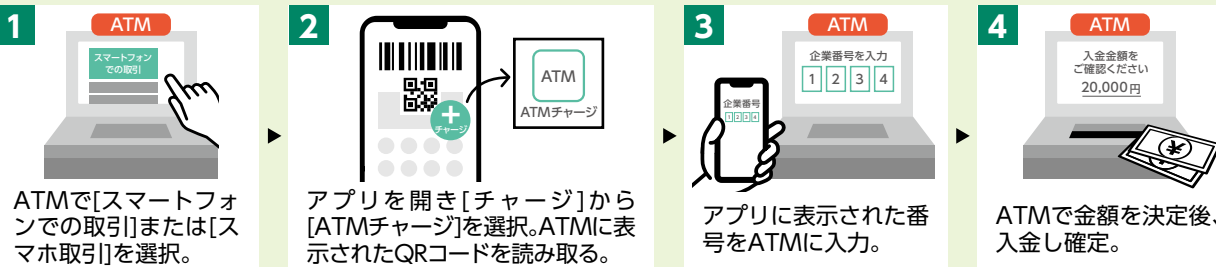 1
ATM
スマートフォン
での取引
ATMで[スマートフォ
ンでの取引]または[ス
マホ取引]を選択。
2
チャージ
ATM
ATMチャージ
アプリを開き[チャージ]から
[ATMチャージ]を選択。ATMに表
示されたQRコードを読み取る。
3
ATM
企業番号を入力
1 2 3 4
企業番号
1 2 3 4
アプリに表示された番
号をATMに入力。
4
ATM
入金金額を
ご確認ください
20,000円
¥
ATMで金額を決定後、
入金し確定。